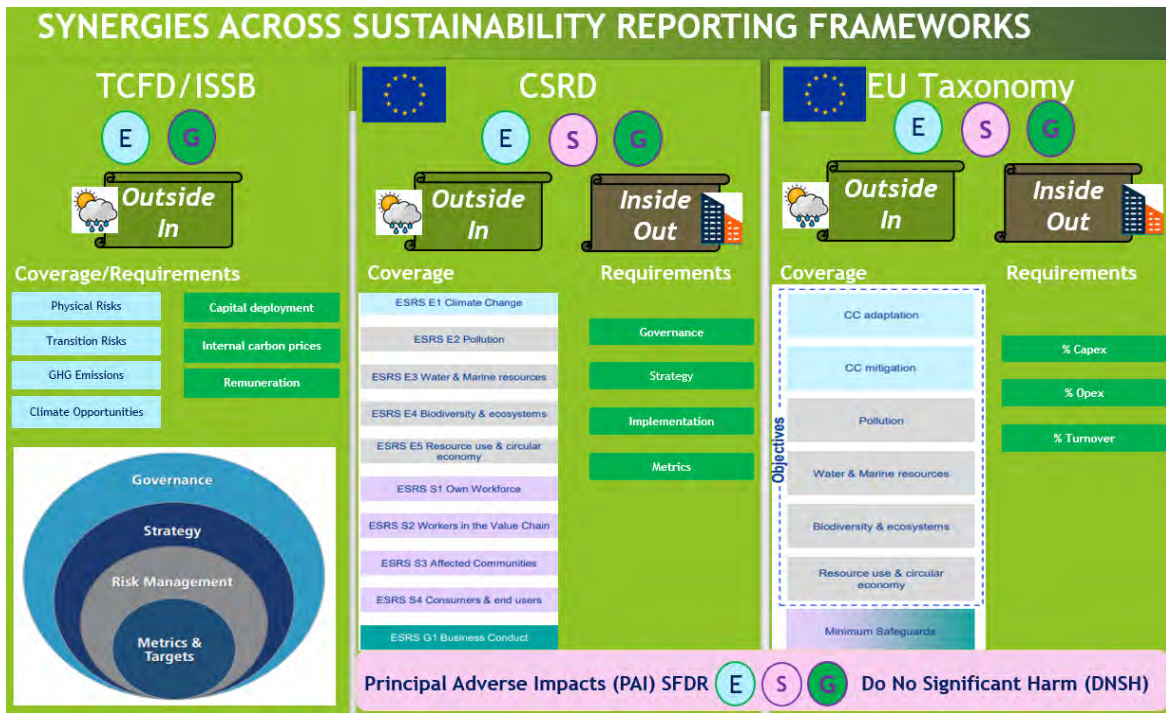 SYNERGIES ACROSS SUSTAINABILITY REPORTING FRAMEWORKS
TCFD/ISSB
E
G
Outside
In
Coverage/Requirements
Physical Risks
Transition Risks
GHG Emissions
Climate Opportunities
Capital deployment
Internal carbon prices
Remuneration
Governance
Strategy
Risk Management
Metrics &
Targets
CSRD
E
S
G
Outside
In
Inside
Out
Coverage
ESRS E1 Climate Change
ESRS E2 Pollution
ESRS E3 Water & Marine resources
ESRS E4 Biodiversity & ecosystems
ESRS E5 Resource use & circular
economy
ESRS S1 Own Workforce
ESRS S2 Workers in the Value Chain
ESRS S3 Affected Communities
ESRS S4 Consumers & end users
ESRS G1 Business Conduct
Requirements
Governance
Strategy
Implementation
Metrics
EU Taxonomy
E
S
G
Outside
In
Inside
Out
Coverage
Objectives
CC adaptation
CC mitigation
Pollution
Water & Marine resources
Biodiversity & ecosystems
Resource use & circular
economy
Minimum Safeguards
Requirements
% Capex
% Opex
% Turnover
Principal Adverse Impacts (PAI) SFDR E S G Do No Significant Harm (DNSH)